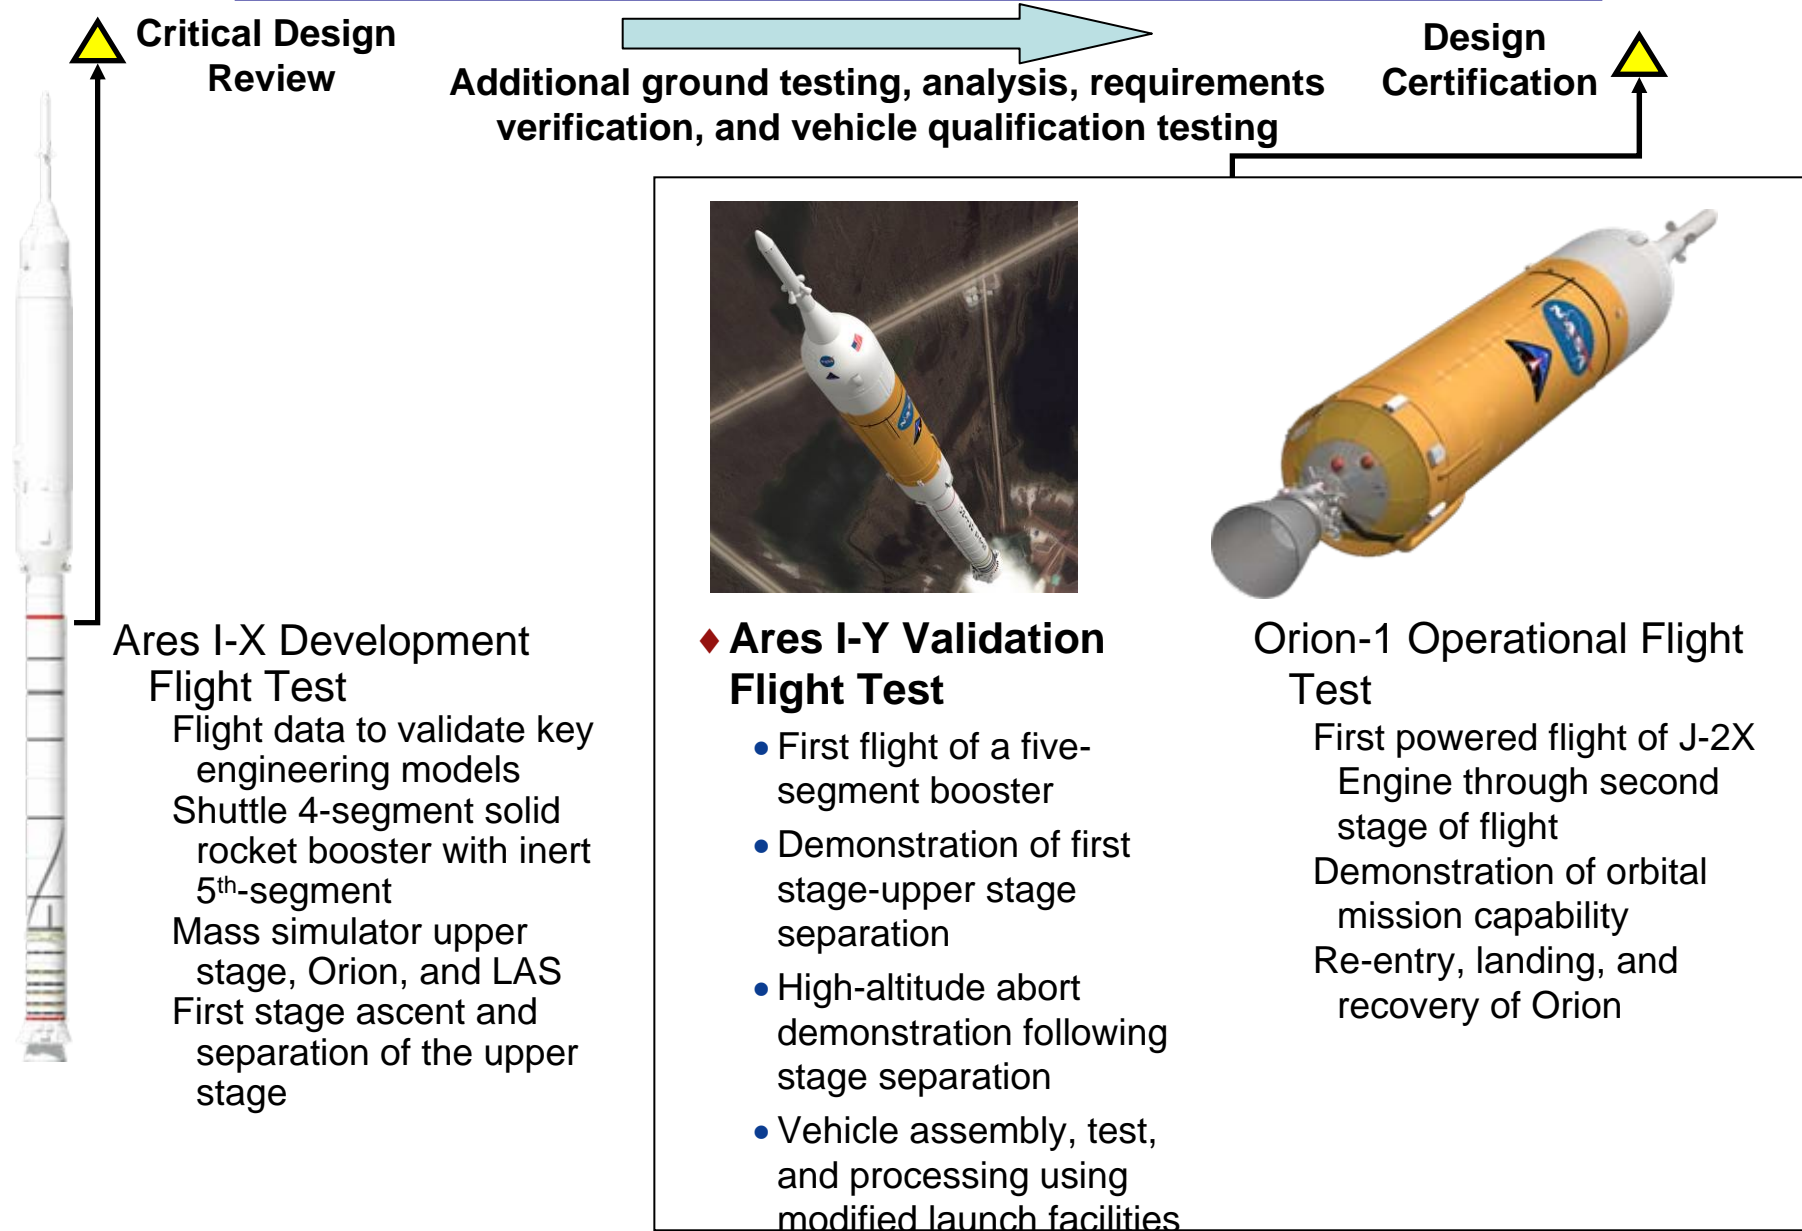 Critical Design
Review
Additional ground testing, analysis, requirements
verification, and vehicle qualification testing
Design
Certification
Ares I-X Development
Flight Test
Flight data to validate key
engineering models
Shuttle 4-segment solid
rocket booster with inert
5th-segment
Mass simulator upper
stage, Orion, and LAS
First stage ascent and
separation of the upper
stage
NASA
♦ Ares I-Y Validation
Flight Test
• First flight of a five-
segment booster
• Demonstration of first
stage-upper stage
separation
• High-altitude abort
demonstration following
stage separation
• Vehicle assembly, test,
and processing using
modified launch facilities
NASA
Orion-1 Operational Flight
Test
First powered flight of J-2X
Engine through second
stage of flight
Demonstration of orbital
mission capability
Re-entry, landing, and
recovery of Orion